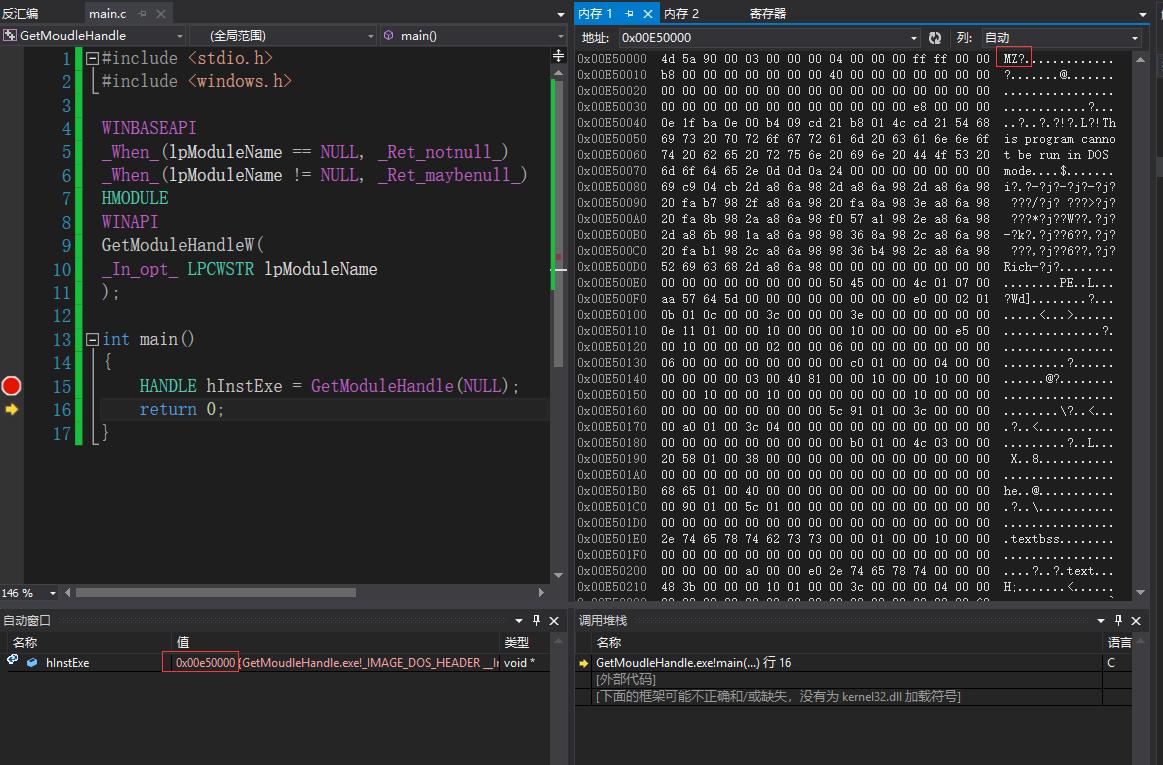 反汇编 main.c
GetMoudleHandle (全局范围) main()
1 #include <stdio.h>
2 #include <windows.h>
3
4 WINBASEAPI
5 _When_(lpModuleName == NULL, _Ret_notnull_)
6 _When_(lpModuleName != NULL, _Ret_maybenull_)
7 HMODULE
8 WINAPI
9 GetModuleHandleW(
10 _In_opt_ LPCWSTR lpModuleName
11 );
12
13 int main()
14 {
15 HANDLE hInstExe = GetModuleHandle(NULL);
16 return 0;
17 }
146 %
内存 1 内存 2 寄存器
地址: 0x00E50000 列: 自动
0x00E50000 4d 5a 90 00 03 00 00 00 04 00 00 00 ff ff 00 00 MZ?.............
0x00E50010 b8 00 00 00 00 00 00 00 40 00 00 00 00 00 00 00 ?.......@.......
0x00E50020 00 00 00 00 00 00 00 00 00 00 00 00 00 00 00 00 ................
0x00E50030 00 00 00 00 00 00 00 00 00 00 00 00 e8 00 00 00 ............?...
0x00E50040 0e 1f ba 0e 00 b4 09 cd 21 b8 01 4c cd 21 54 68 ..?..?.?!?.L?!Th
0x00E50050 69 73 20 70 72 6f 67 72 61 6d 20 63 61 6e 6e 6f is program canno
0x00E50060 74 20 62 65 20 72 75 6e 20 69 6e 20 44 4f 53 20 t be run in DOS
0x00E50070 6d 6f 64 65 2e 0d 0d 0a 24 00 00 00 00 00 00 00 mode....$.......
0x00E50080 69 c9 04 cb 2d a8 6a 98 2d a8 6a 98 2d a8 6a 98 i?.?-?j?-?j?-?j?
0x00E50090 20 fa b7 98 2f a8 6a 98 20 fa 8a 98 3e a8 6a 98 ???/?j? ???>?j?
0x00E500A0 20 fa 8b 98 2a a8 6a 98 f0 57 a1 98 2e a8 6a 98 ???*?j??W??.?j?
0x00E500B0 2d a8 6b 98 1a a8 6a 98 98 36 8a 98 2c a8 6a 98 -?k?.?j??6??,?j?
0x00E500C0 20 fa b1 98 2c a8 6a 98 98 36 b4 98 2c a8 6a 98 ???,?j??6??,?j?
0x00E500D0 52 69 63 68 2d a8 6a 98 00 00 00 00 00 00 00 00 Rich-?j?........
0x00E500E0 00 00 00 00 00 00 00 00 50 45 00 00 4c 01 07 00 ........PE..L...
0x00E500F0 aa 57 64 5d 00 00 00 00 00 00 00 00 e0 00 02 01 ?Wd]........?...
0x00E50100 0b 01 0c 00 00 3c 00 00 00 3e 00 00 00 00 00 00 .....<...>......
0x00E50110 0e 11 01 00 00 10 00 00 00 10 00 00 00 00 e5 00 ..............?.
0x00E50120 00 10 00 00 00 02 00 00 06 00 00 00 00 00 00 00 ................
0x00E50130 06 00 00 00 00 00 00 00 00 c0 01 00 00 04 00 00 .........?......
0x00E50140 00 00 00 00 03 00 40 81 00 00 10 00 00 10 00 00 ......@?........
0x00E50150 00 00 10 00 00 10 00 00 00 00 00 00 10 00 00 00 ................
0x00E50160 00 00 00 00 00 00 00 00 5c 91 01 00 3c 00 00 00 ........\?..<...
0x00E50170 00 a0 01 00 3c 04 00 00 00 00 00 00 00 00 00 00 .?..<...........
0x00E50180 00 00 00 00 00 00 00 00 00 b0 01 00 4c 03 00 00 .........?..L...
0x00E50190 20 58 01 00 38 00 00 00 00 00 00 00 00 00 00 00 X..8...........
0x00E501A0 00 00 00 00 00 00 00 00 00 00 00 00 00 00 00 00 ................
0x00E501B0 68 65 01 00 40 00 00 00 00 00 00 00 00 00 00 00 he..@...........
0x00E501C0 00 90 01 00 5c 01 00 00 00 00 00 00 00 00 00 00 .?..\...........
0x00E501D0 00 00 00 00 00 00 00 00 00 00 00 00 00 00 00 00 ................
0x00E501E0 2e 74 65 78 74 62 73 73 00 00 01 00 00 10 00 00 .textbss........
0x00E501F0 00 00 00 00 00 00 00 00 00 00 00 00 00 00 00 00 ................
0x00E50200 00 00 00 00 a0 00 00 e0 2e 74 65 78 74 00 00 00 ....?..?.text...
0x00E50210 48 3b 00 00 00 10 01 00 00 3c 00 00 00 04 00 00 H;.......<......
自动窗口
名称 值 类型
hInstExe 0x00e50000 {GetMoudleHandle.exe!_IMAGE_DOS_HEADER __I void *
调用堆栈
名称 语言
GetMoudleHandle.exe!main(...) 行 16 C
[外部代码]
[下面的框架可能不正确和/或缺失，没有为 kernel32.dll 加载符号]